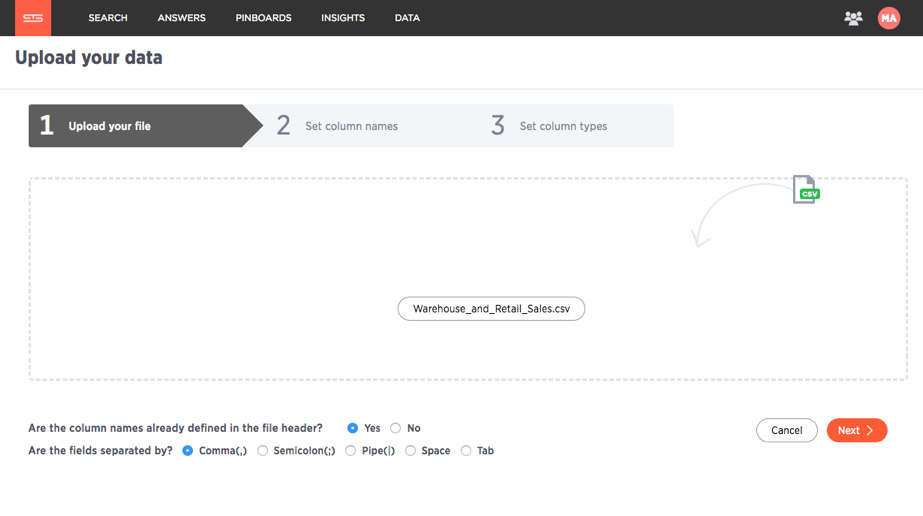 STS
SEARCH ANSWERS PINBOARDS INSIGHTS DATA MA
Upload your data
1 Upload your file 2 Set column names 3 Set column types
CSV
Warehouse_and_Retail_Sales.csv
Are the column names already defined in the file header? Yes No
Are the fields separated by? Comma(,) Semicolon(;) Pipe(|) Space Tab
Cancel Next